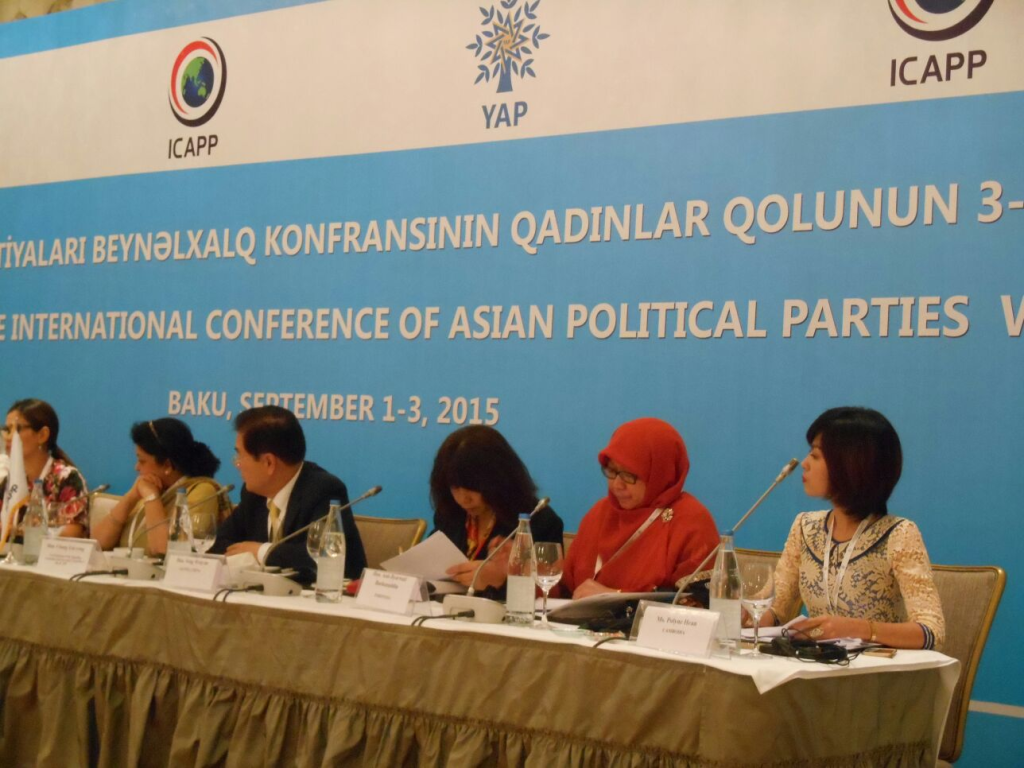 ICAPP
YAP
ICAPP
TİYALARI BEYNƏLXALQ KONFRANSININ QADINLAR QOLUNUN 3-
E INTERNATIONAL CONFERENCE OF ASIAN POLITICAL PARTIES W
BAKU, SEPTEMBER 1-3, 2015
CAMBODIA